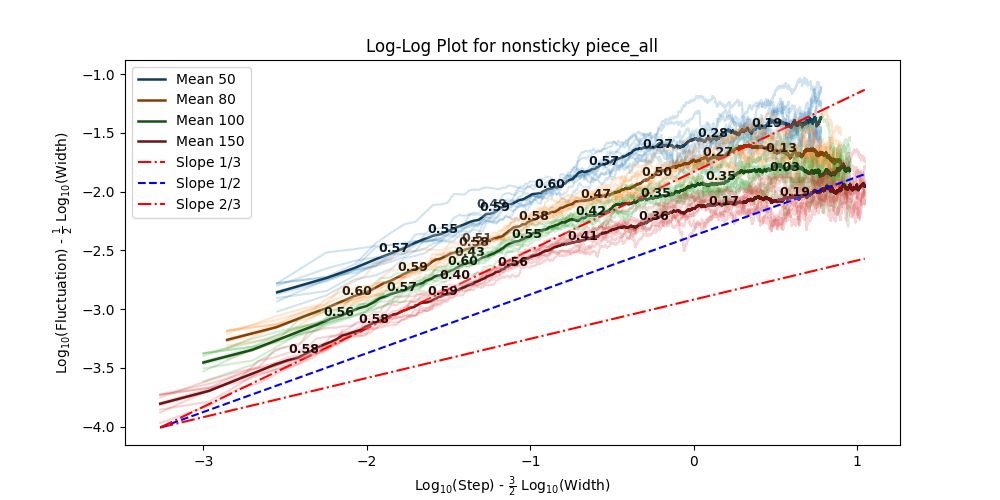 Log-Log Plot for nonsticky piece_all
Mean 50
Mean 80
Mean 100
Mean 150
Slope 1/3
Slope 1/2
Slope 2/3
−1.0
−1.5
−2.0
−2.5
−3.0
−3.5
−4.0
Log₁₀(Fluctuation) - 1/2 Log₁₀(Width)
0.57 0.55 0.59 0.60 0.57 0.27 0.28 0.19
0.60 0.59 0.58 0.51 0.58 0.47 0.50 0.27 0.13
0.56 0.57 0.60 0.43 0.55 0.42 0.35 0.35 0.03
0.58 0.58 0.59 0.40 0.56 0.41 0.36 0.17 0.19
−3 −2 −1 0 1
Log₁₀(Step) - 3/2 Log₁₀(Width)